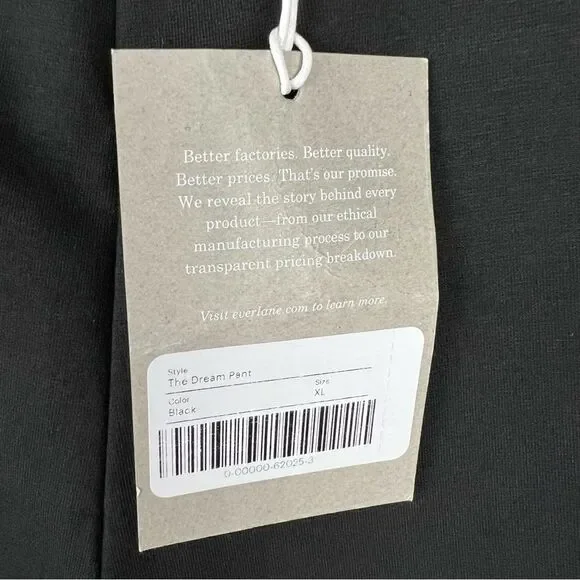 Better factories. Better quality.
Better prices. That's our promise.
We reveal the story behind every
product—from our ethical
manufacturing process to our
transparent pricing breakdown.
Visit everlane.com to learn more.
Style
The Dream Pant
Color
Black
Size
XL
0-00000-62025-3